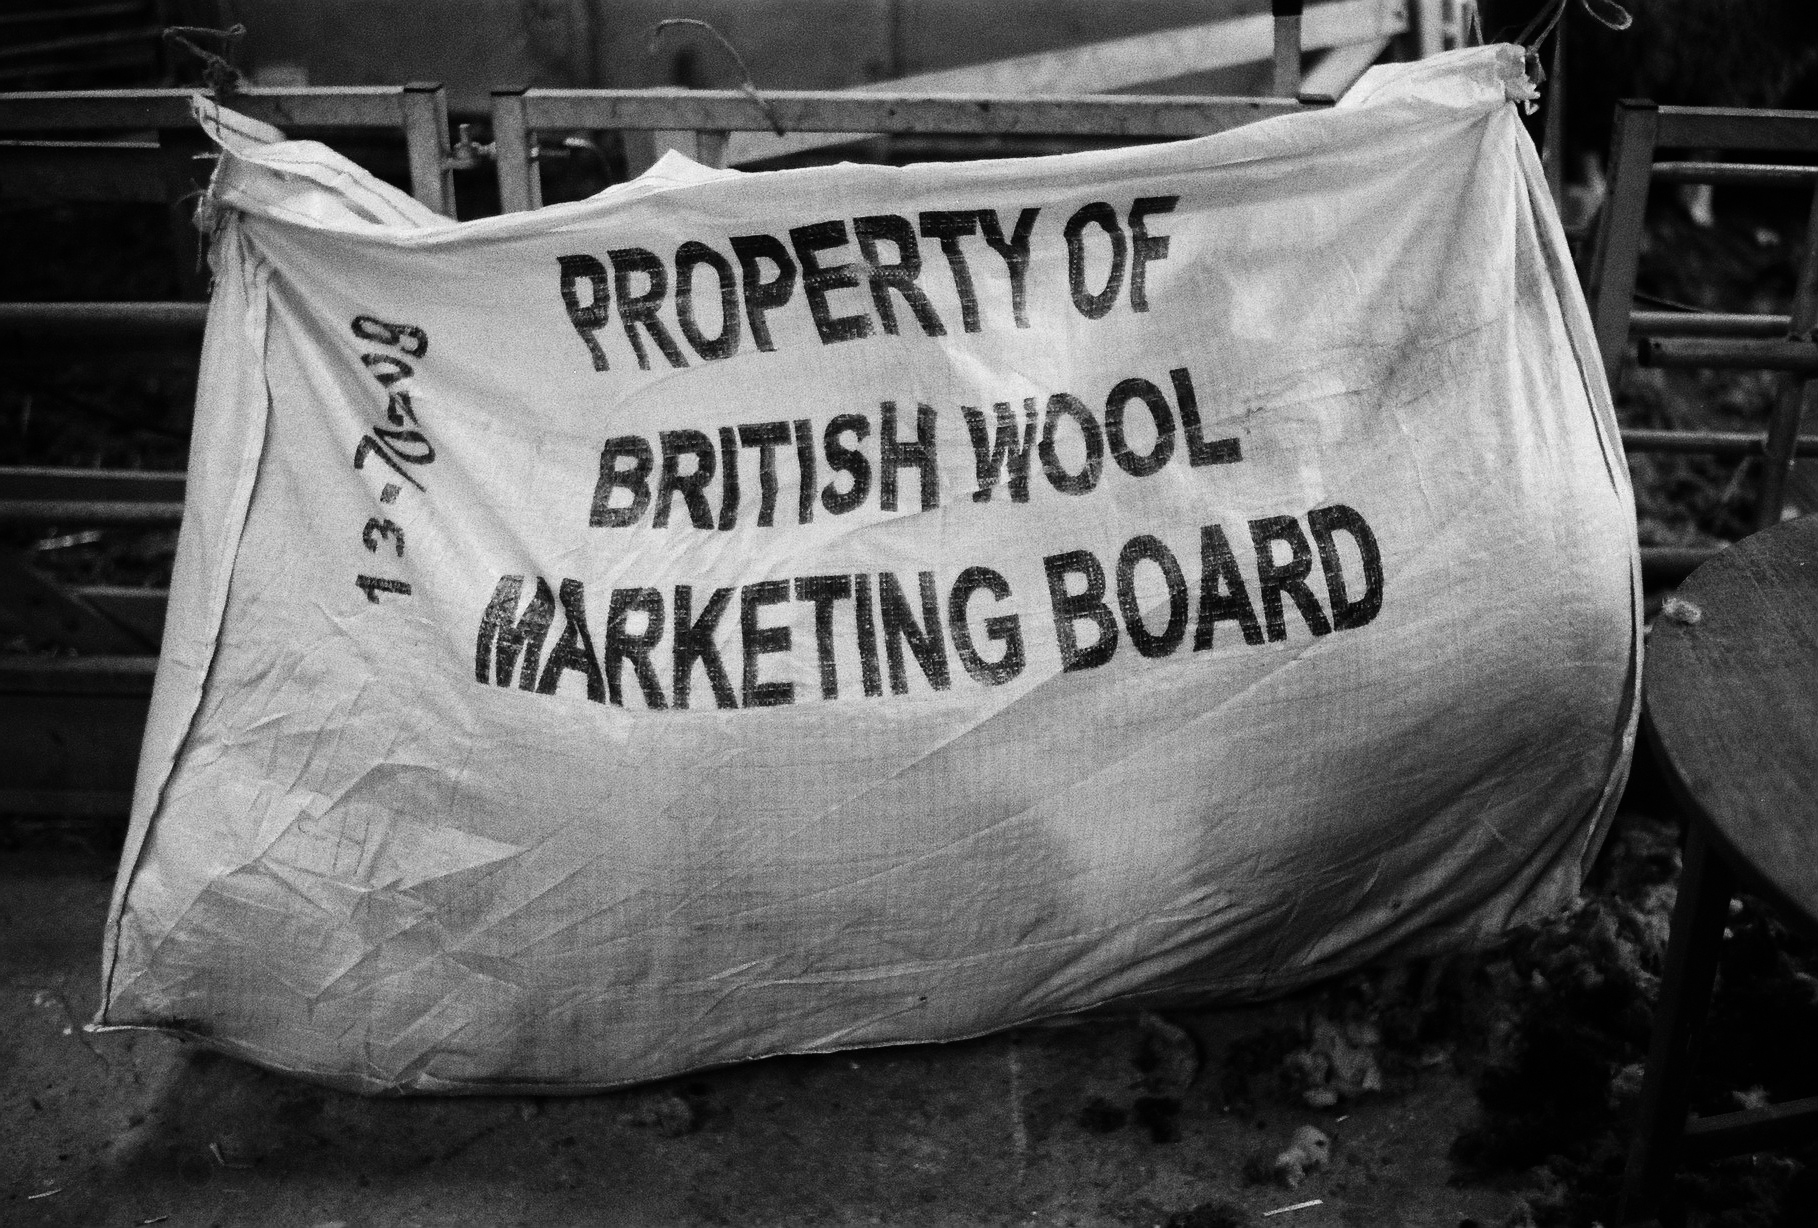 PROPERTY OF
BRITISH WOOL
MARKETING BOARD